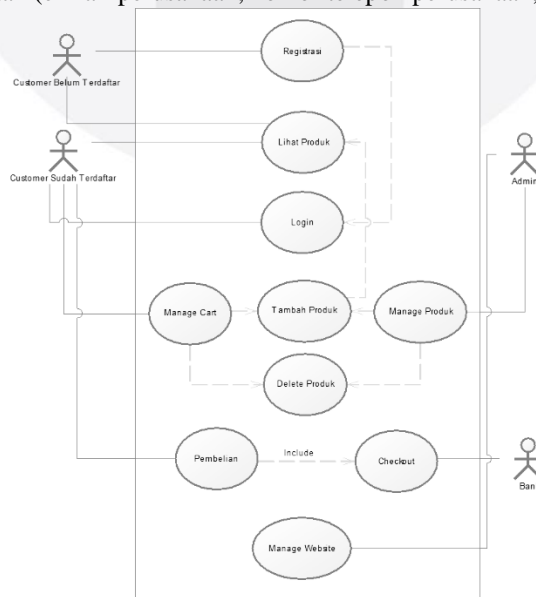 Registrasi
Customer Belum Terdaftar
Lihat Produk
Customer Sudah Terdaftar
Admin
Login
Manage Cart
Tambah Produk
Manage Produk
Delete Produk
Pembelian
Include
Checkout
Ban
Manage Website